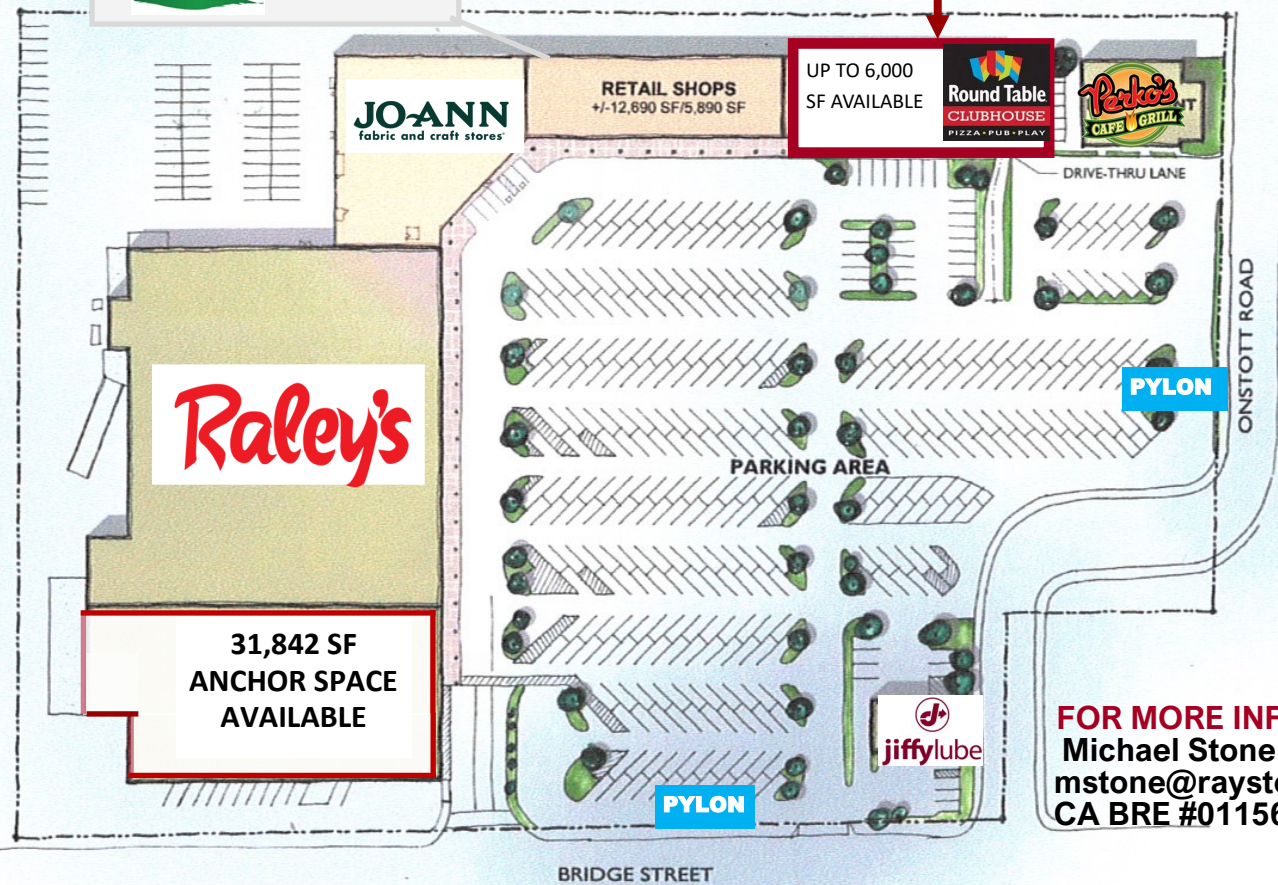 UP TO 6,000
SF AVAILABLE
Round Table
CLUBHOUSE
PIZZA•PUB•PLAY
Perko's
CAFE GRILL
NT
JO-ANN
fabric and craft stores
RETAIL SHOPS
+/-12,690 SF/5,890 SF
DRIVE-THRU LANE
ONSTOTT ROAD
PYLON
Raley's
PARKING AREA
31,842 SF
ANCHOR SPACE
AVAILABLE
jiffylube
FOR MORE INF
Michael Stone
mstone@rayst
CA BRE #01156
PYLON
BRIDGE STREET